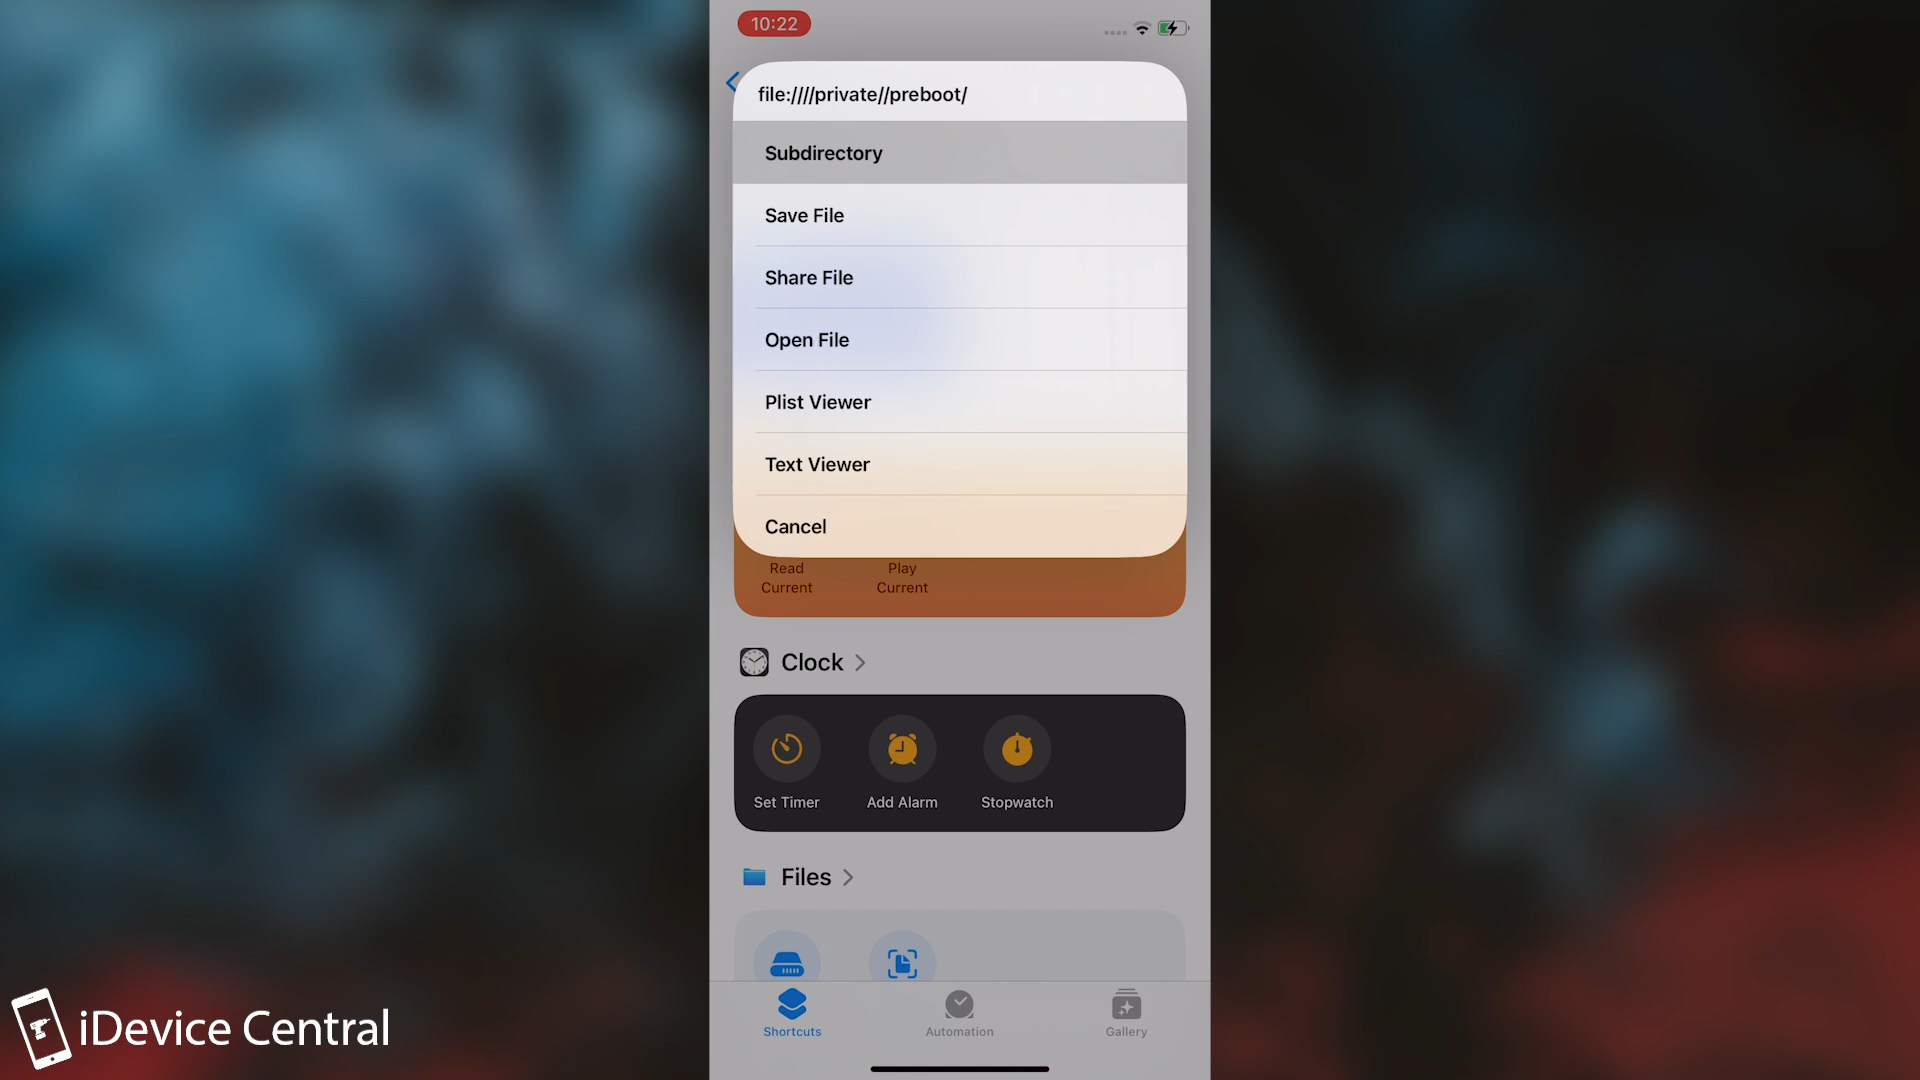 10:22
file:////private//preboot/
Subdirectory
Save File
Share File
Open File
Plist Viewer
Text Viewer
Cancel
Read
Current
Play
Current
Clock
Set Timer
Add Alarm
Stopwatch
Files
Shortcuts
Automation
Gallery
iDevice Central